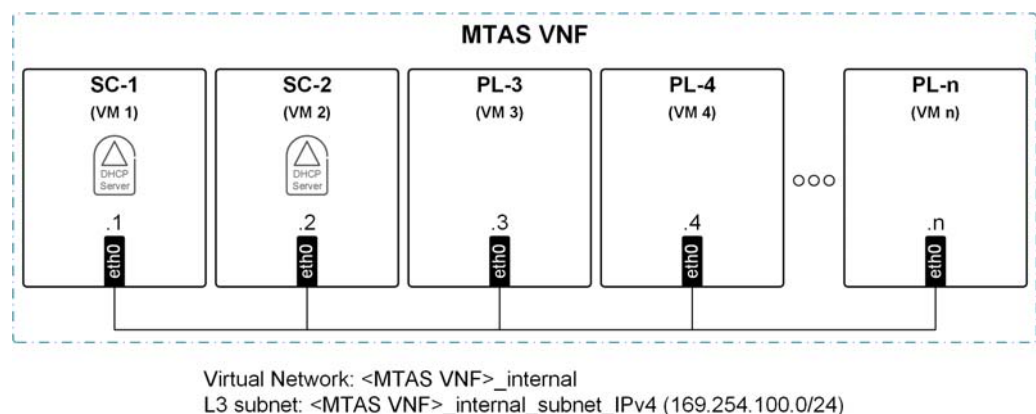 MTAS VNF
SC-1
(VM 1)
DHCP
Server
.1
eth0
SC-2
(VM 2)
DHCP
Server
.2
eth0
PL-3
(VM 3)
.3
eth0
PL-4
(VM 4)
.4
eth0
PL-n
(VM n)
.n
eth0
Virtual Network: <MTAS VNF>_internal
L3 subnet: <MTAS VNF>_internal_subnet_IPv4 (169.254.100.0/24)